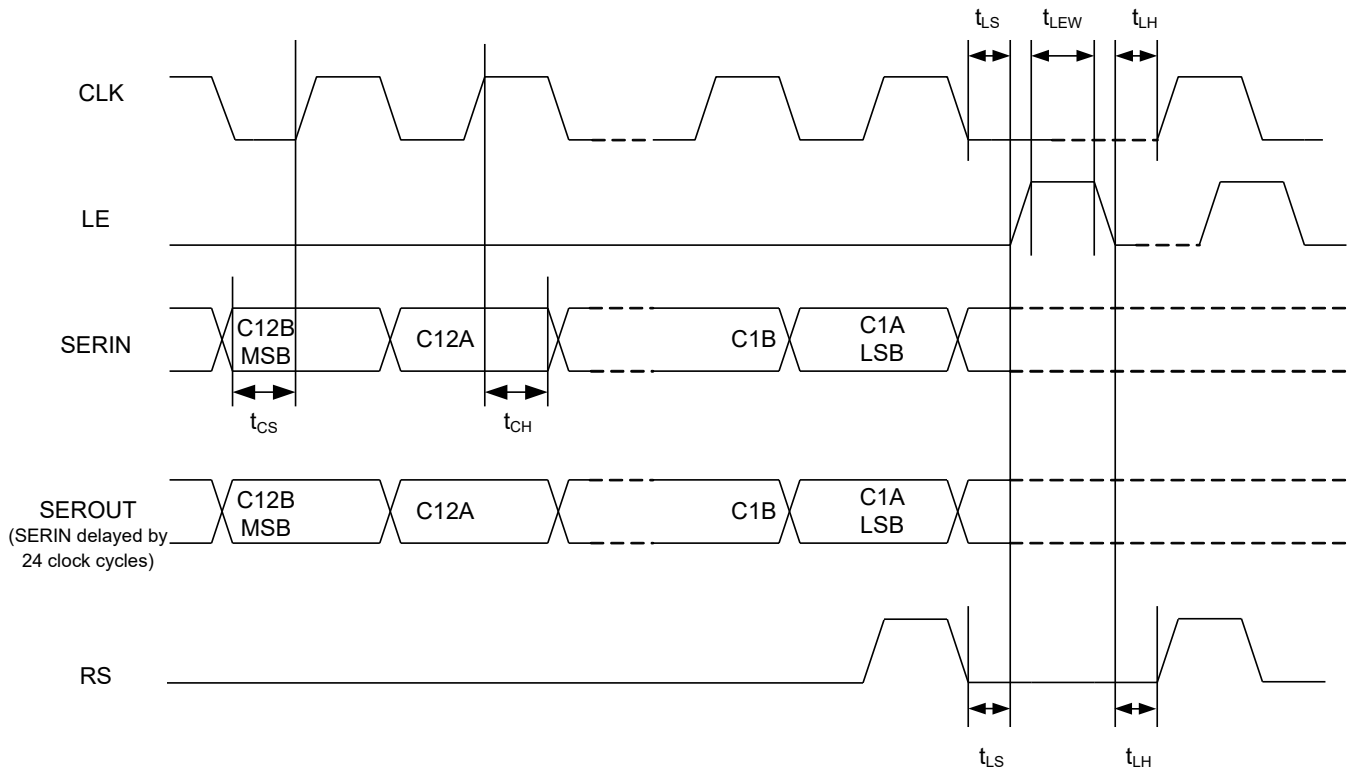 tLS
tLEW
tLH
CLK
LE
SERIN
C12B
MSB
C12A
C1B
C1A
LSB
tCS
tCH
SEROUT
(SERIN delayed by
24 clock cycles)
C12B
MSB
C12A
C1B
C1A
LSB
RS
tLS
tLH